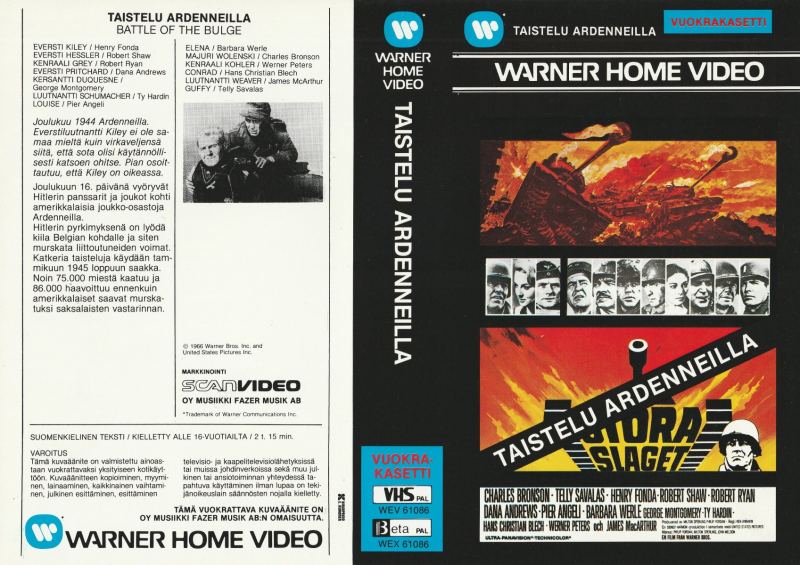 TAISTELU ARDENNEILLA
BATTLE OF THE BULGE
EVERSTI KILEY / Henry Fonda
EVERSTI HESSLER / Robert Shaw
KENRAALI GREY / Robert Ryan
EVERSTI PRITCHARD / Dana Andrews
KERSANTTI DUQUESNE /
George Montgomery
LUUTNANTTI SCHUMACHER / Ty Hardin
LOUISE / Pier Angeli
ELENA / Barbara Werle
MAJURI WOLENSKI / Charles Bronson
KENRAALI KOHLER / Werner Peters
CONRAD / Hans Christian Blech
LUUTNANTTI WEAVER / James McArthur
GUFFY / Telly Savalas
Joulukuu 1944 Ardenneilla.
Everstiluutnantti Kiley ei ole sa-
maa mieltä kuin virkaveljensä
siitä, että sota olisi käytännöl-
lisesti katsoen ohitse. Pian osoit-
tautuu, että Kiley on oikeassa.
Joulukuun 16. päivänä vyöryvät
Hitlerin panssarit ja joukot kohti
amerikkalaisia joukko-osastoja
Ardenneilla.
Hitlerin pyrkimyksenä on lyödä
kiila Belgian kohdalle ja siten
murskata liittoutuneiden voimat.
Katkeria taisteluja käydään tam-
mikuun 1945 loppuun saakka.
Noin 75.000 miestä kaatuu ja
86.000 haavoittuu ennenkuin
amerikkalaiset saavat murska-
tuksi saksalaisten vastarinnan.
© 1966 Warner Bros. Inc. and
United States Pictures Inc.
MARKKINOINTI
SCANVIDEO
OY MUSIIKKI FAZER MUSIK AB
*Trademark of Warner Communications Inc.
SUOMENKIELINEN TEKSTI / KIELLETTY ALLE 16-VUOTIAILTA / 2 t. 15 min.
VAROITUS
Tämä kuvaäänite on valmistettu ainoas-
taan vuokrattavaksi yksityiseen kotikäyt-
töön. Kuvaäänitteen kopioiminen, myymi-
nen, lainaaminen, kaikkinainen vaihtami-
nen, julkinen esittäminen, esittäminen
televisio- ja kaapelitelevisiolähetyksissä
tai muissa johdinverkoissa sekä muu jul-
kinen tai ansiotoiminnan yhteydessä ta-
pahtuva käyttäminen ilman lupaa on teki-
jänoikeuslain säännösten nojalla kielletty.
TÄMÄ VUOKRATTAVA KUVAÄÄNITE ON
OY MUSIIKKI FAZER MUSIK AB:N OMAISUUTTA.
WARNER HOME VIDEO
WARNER
HOME
VIDEO
TAISTELU ARDENNEILLA
VUOKRA-
KASETTI
VHS PAL
WEV 61086
Beta PAL
WEX 61086
TAISTELU ARDENNEILLA
VUOKRAKASETTI
WARNER HOME VIDEO
TAISTELU ARDENNEILLA
STORA
SLAGET
CHARLES BRONSON · TELLY SAVALAS · HENRY FONDA · ROBERT SHAW · ROBERT RYAN
DANA ANDREWS · PIER ANGELI · BARBARA WERLE GEORGE MONTGOMERY · TY HARDIN
HANS CHRISTIAN BLECH · WERNER PETERS och JAMES MacARTHUR
ULTRA-PANAVISION® TECHNICOLOR®
EN FILM FRÅN WARNER BROS.